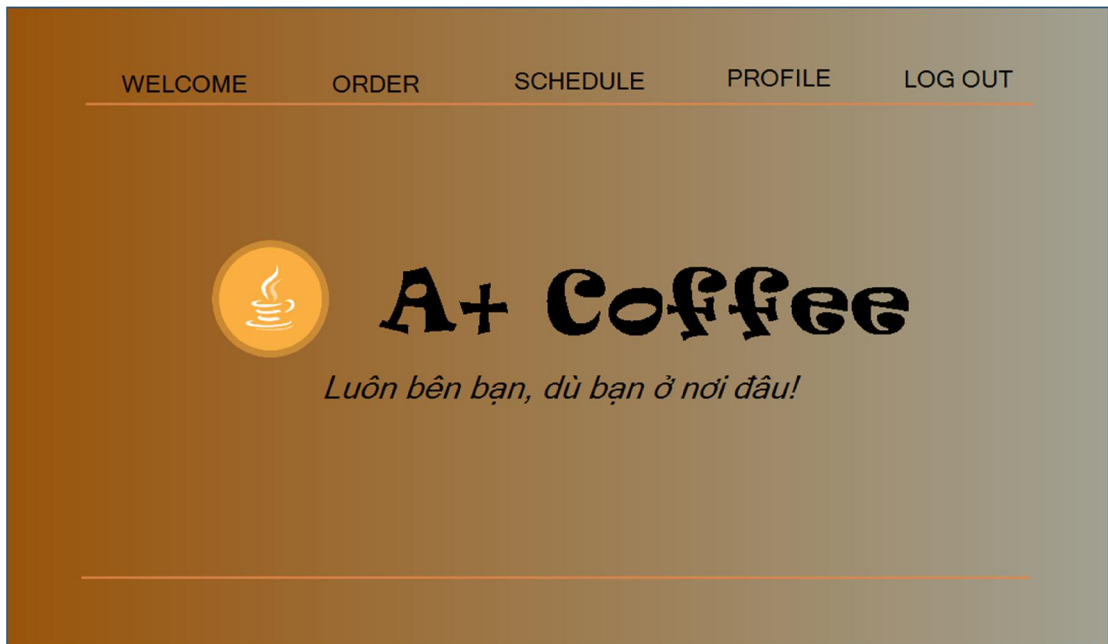 WELCOME ORDER SCHEDULE PROFILE LOG OUT
A+ Coffee
Luôn bên bạn, dù bạn ở nơi đâu!